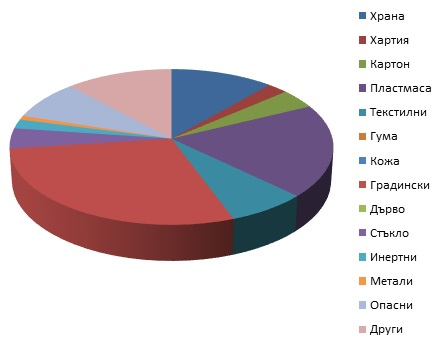 Храна
Хартия
Картон
Пластмаса
Текстилни
Гума
Кожа
Градински
Дърво
Стъкло
Инертни
Метали
Опасни
Други